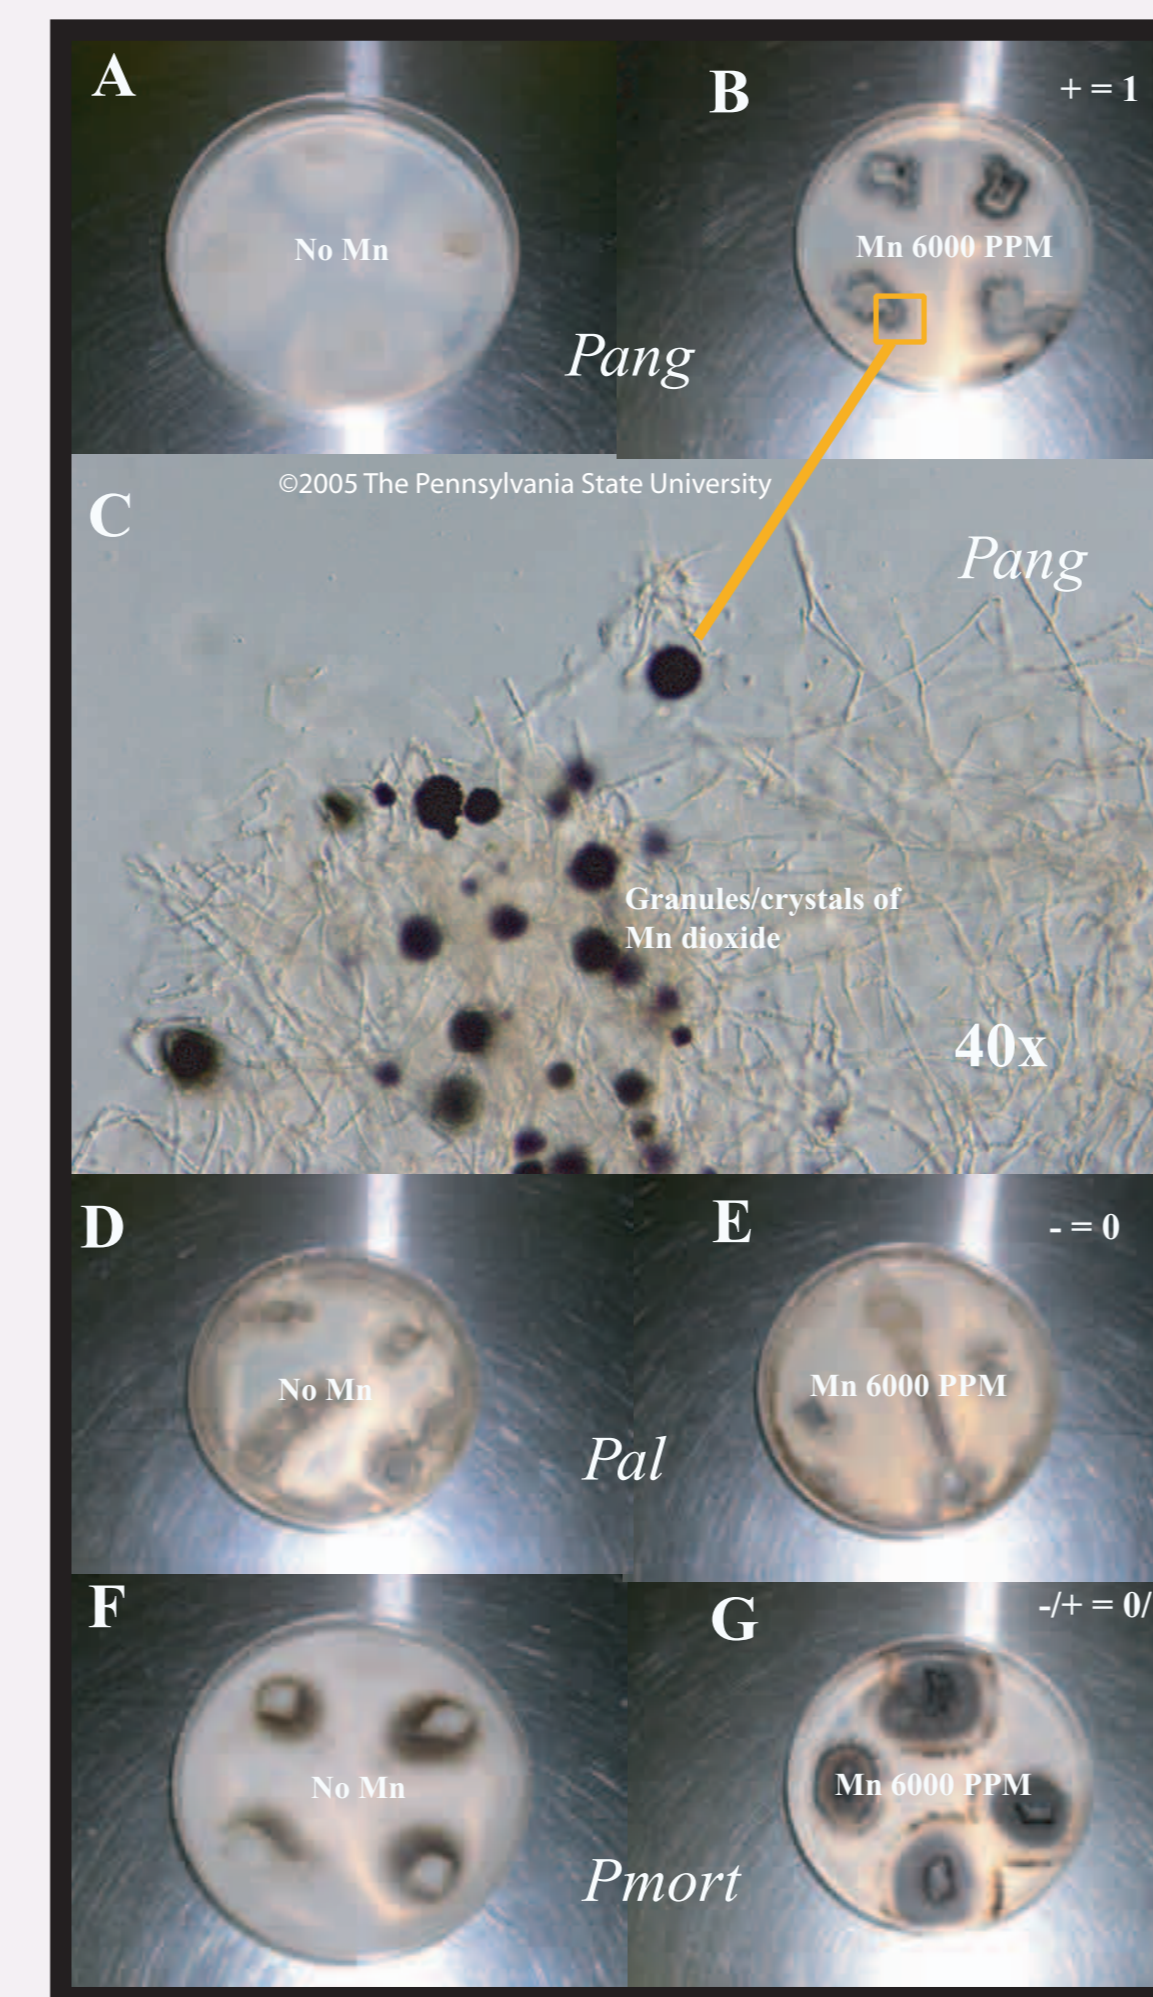 A
B
+ = 1
No Mn
Mn 6000 PPM
Pang
©2005 The Pennsylvania State University
C
Pang
Granules/crystals of
Mn dioxide
40x
D
E
- = 0
No Mn
Mn 6000 PPM
Pal
F
G
-/+ = 0/
No Mn
Mn 6000 PPM
Pmort